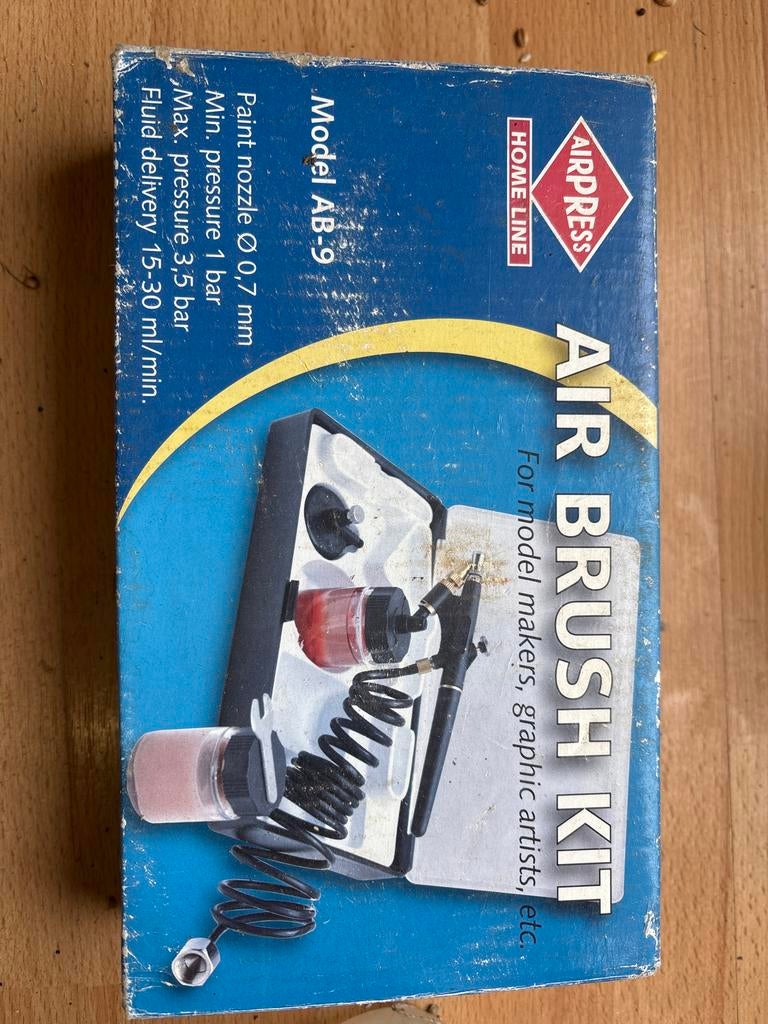 AIRPRESS
HOME LINE
AIR BRUSH KIT
For model makers, graphic artists, etc.
Model AB-9
Paint nozzle Ø 0,7 mm
Min. pressure 1 bar
Max. pressure 3,5 bar
Fluid delivery 15-30 ml/min.